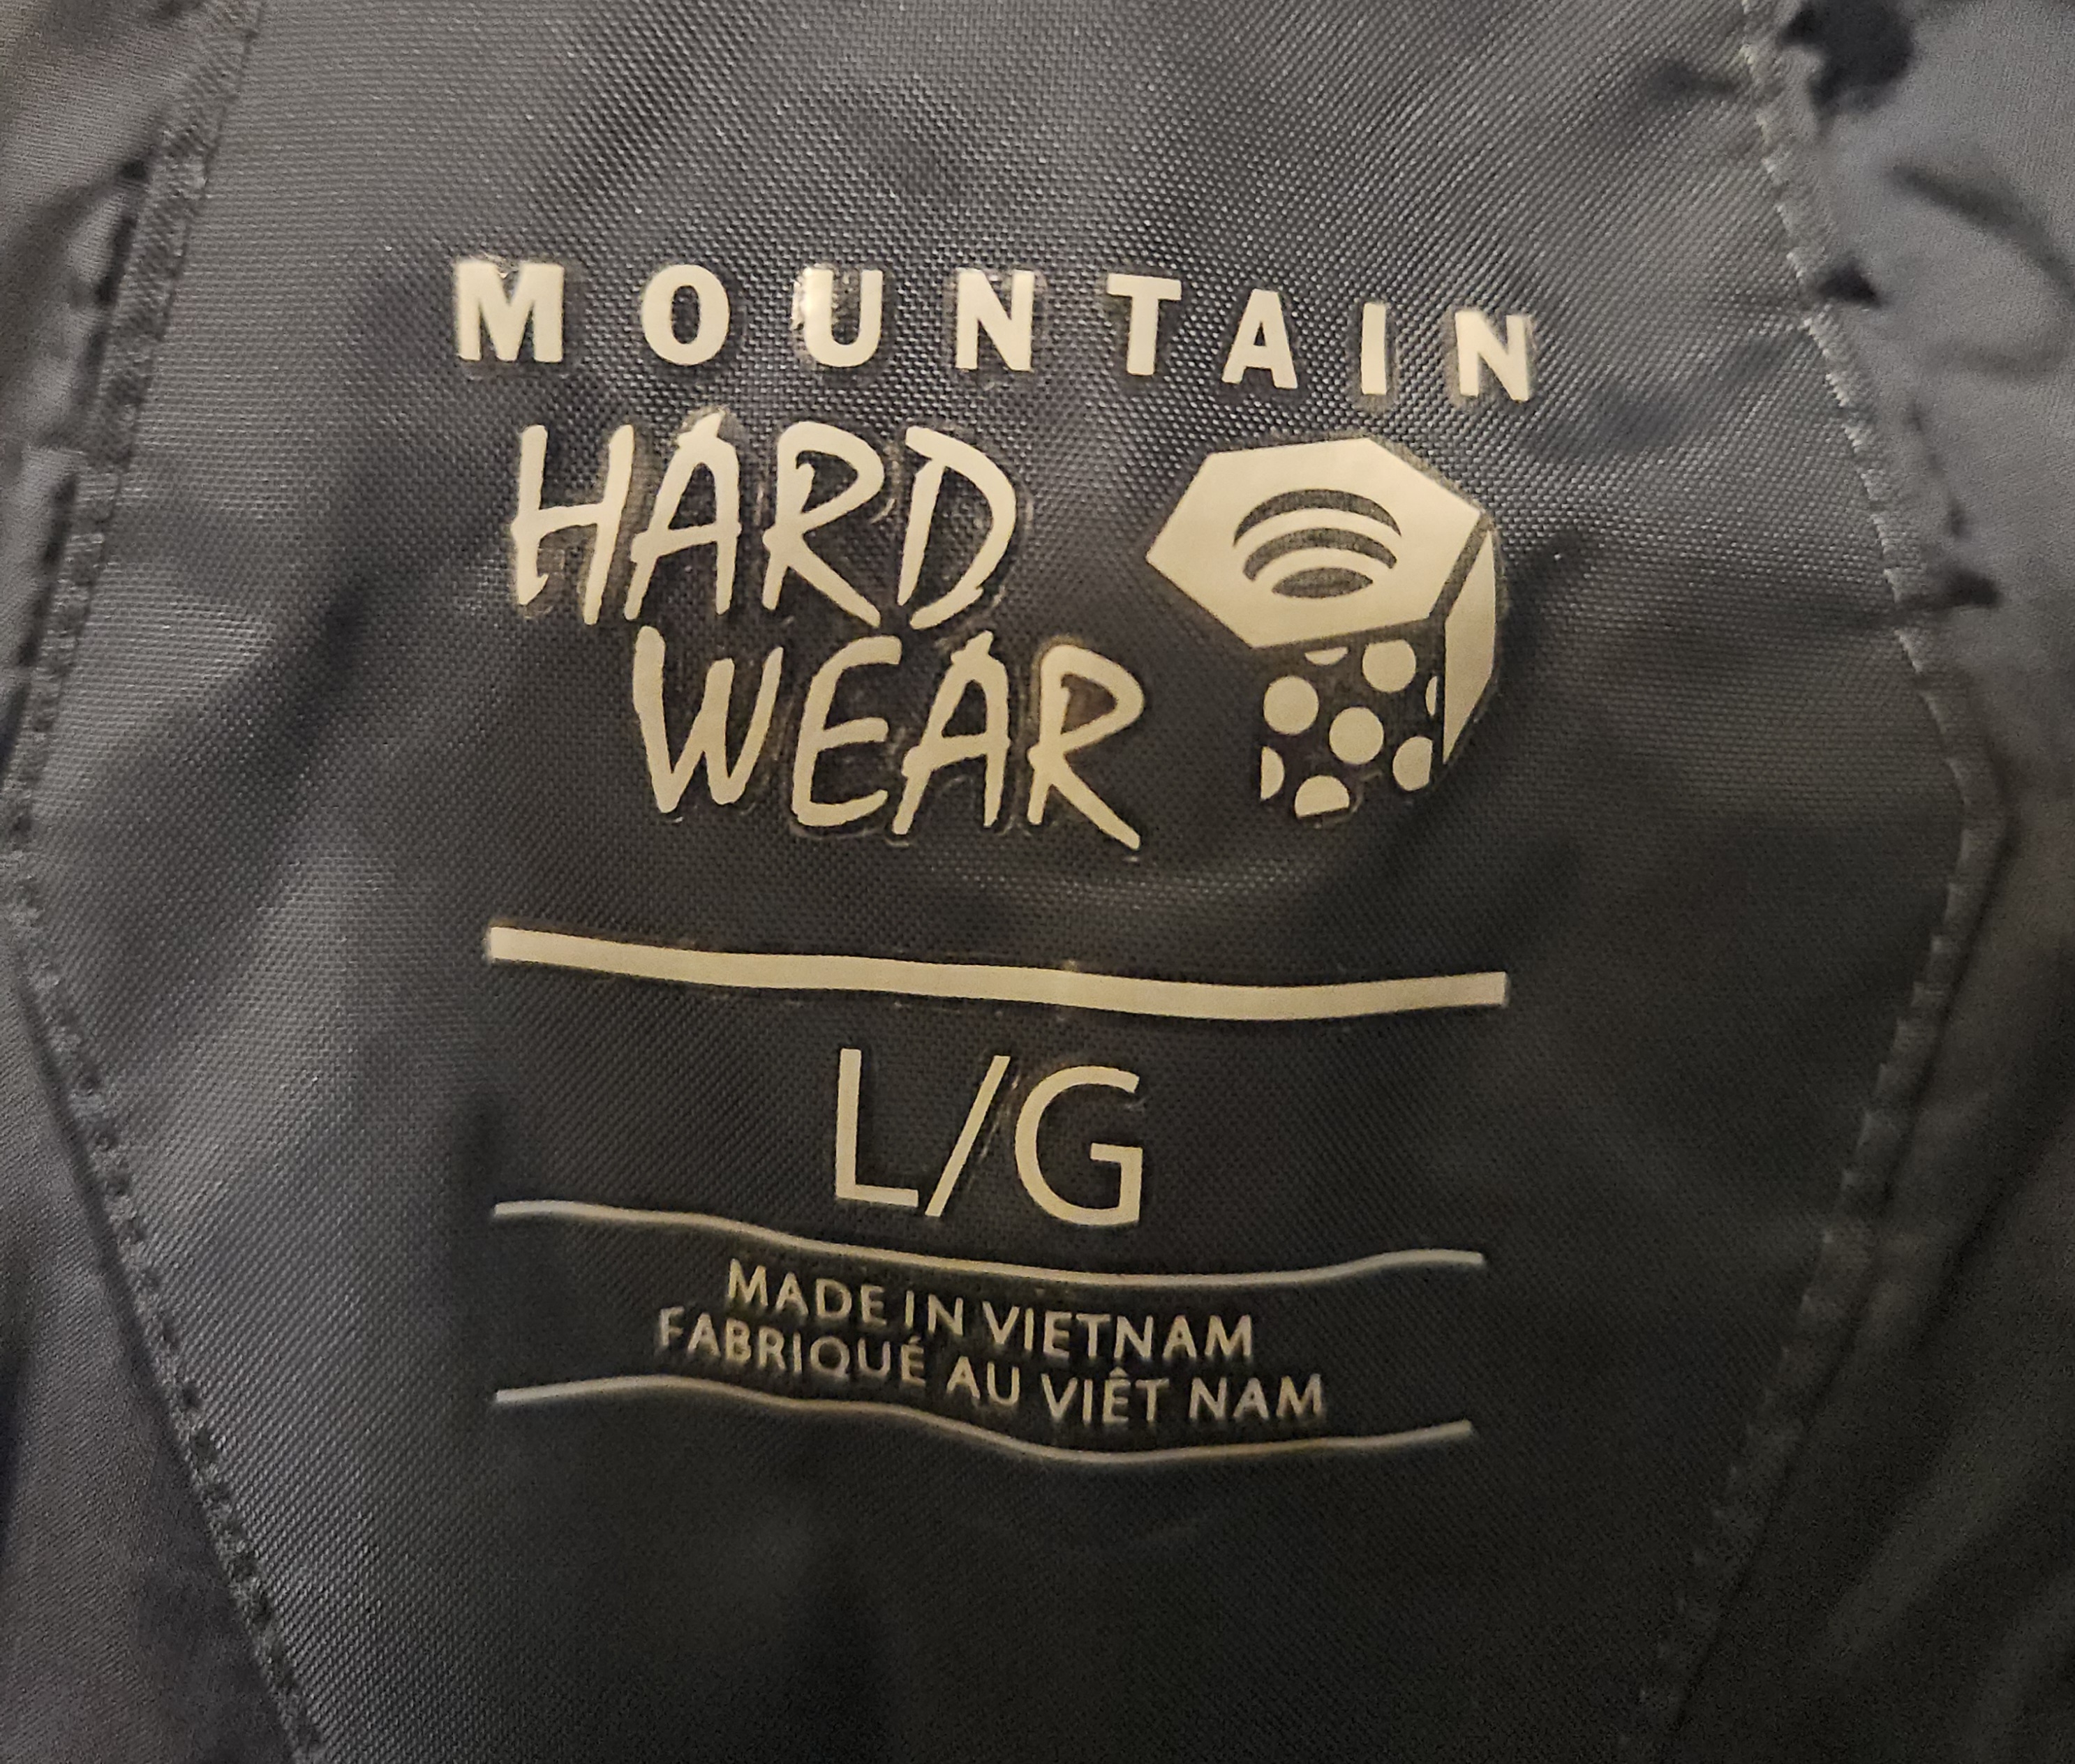 MOUNTAIN
HARD
WEAR
L/G
MADE IN VIETNAM
FABRIQUÉ AU VIÊT NAM